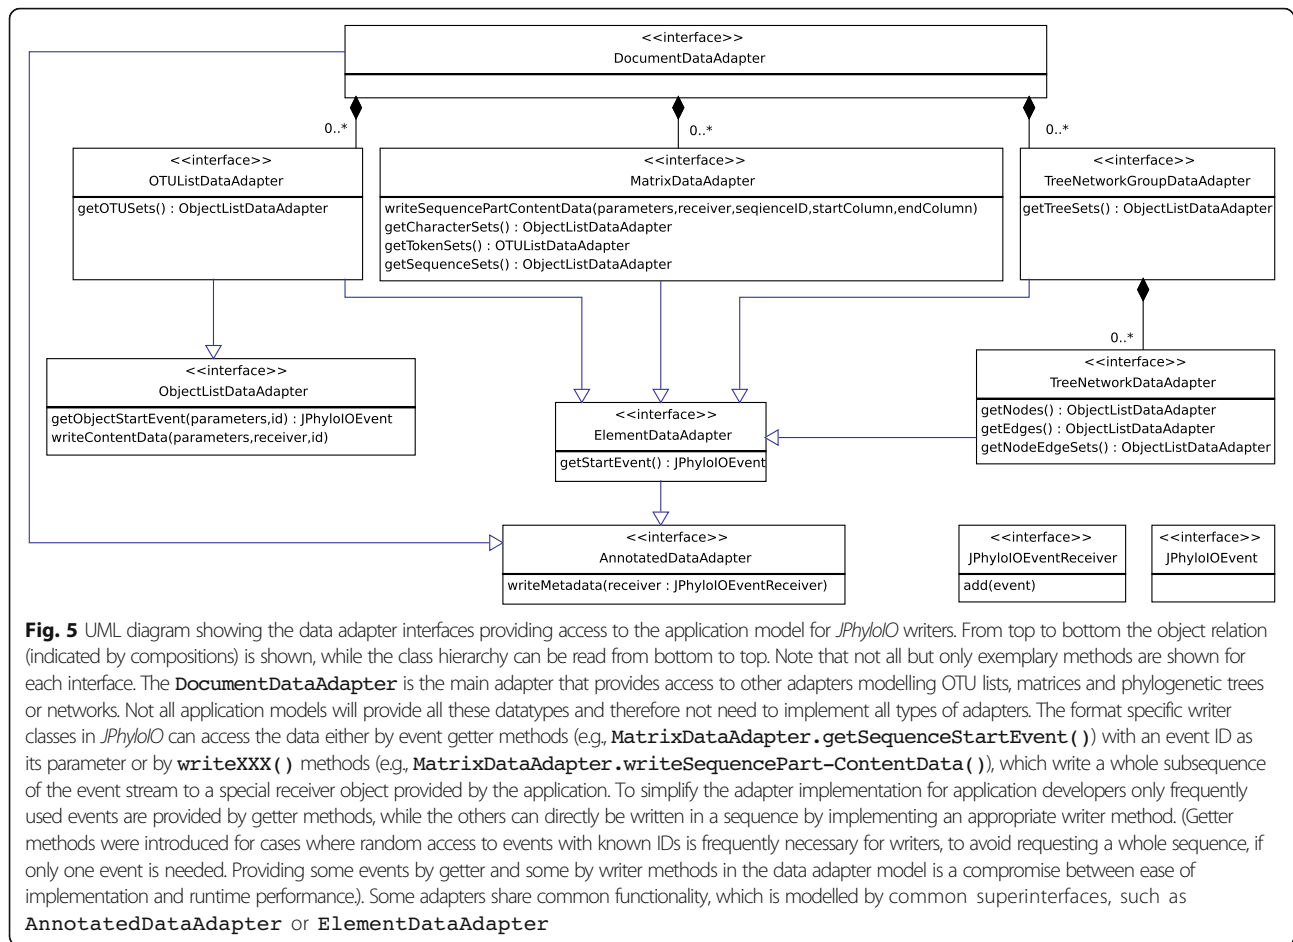 <<interface>>
DocumentDataAdapter
0..*
0..*
0..*
<<interface>>
OTUListDataAdapter
getOTUSets() : ObjectListDataAdapter
<<interface>>
MatrixDataAdapter
writeSequencePartContentData(parameters,receiver,seqienceID,startColumn,endColumn)
getCharacterSets() : ObjectListDataAdapter
getTokenSets() : OTUListDataAdapter
getSequenceSets() : ObjectListDataAdapter
<<interface>>
TreeNetworkGroupDataAdapter
getTreeSets() : ObjectListDataAdapter
0..*
<<interface>>
ObjectListDataAdapter
getObjectStartEvent(parameters,id) : JPhyloIOEvent
writeContentData(parameters,receiver,id)
<<interface>>
ElementDataAdapter
getStartEvent() : JPhyloIOEvent
<<interface>>
TreeNetworkDataAdapter
getNodes() : ObjectListDataAdapter
getEdges() : ObjectListDataAdapter
getNodeEdgeSets() : ObjectListDataAdapter
<<interface>>
AnnotatedDataAdapter
writeMetadata(receiver : JPhyloIOEventReceiver)
<<interface>>
JPhyloIOEventReceiver
add(event)
<<interface>>
JPhyloIOEvent
Fig. 5 UML diagram showing the data adapter interfaces providing access to the application model for JPhyloIO writers. From top to bottom the object relation
(indicated by compositions) is shown, while the class hierarchy can be read from bottom to top. Note that not all but only exemplary methods are shown for
each interface. The DocumentDataAdapter is the main adapter that provides access to other adapters modelling OTU lists, matrices and phylogenetic trees
or networks. Not all application models will provide all these datatypes and therefore not need to implement all types of adapters. The format specific writer
classes in JPhyloIO can access the data either by event getter methods (e.g., MatrixDataAdapter.getSequenceStartEvent()) with an event ID as
its parameter or by writeXXX() methods (e.g., MatrixDataAdapter.writeSequencePart-ContentData()), which write a whole subsequence
of the event stream to a special receiver object provided by the application. To simplify the adapter implementation for application developers only frequently
used events are provided by getter methods, while the others can directly be written in a sequence by implementing an appropriate writer method. (Getter
methods were introduced for cases where random access to events with known IDs is frequently necessary for writers, to avoid requesting a whole sequence, if
only one event is needed. Providing some events by getter and some by writer methods in the data adapter model is a compromise between ease of
implementation and runtime performance.). Some adapters share common functionality, which is modelled by common superinterfaces, such as
AnnotatedDataAdapter or ElementDataAdapter